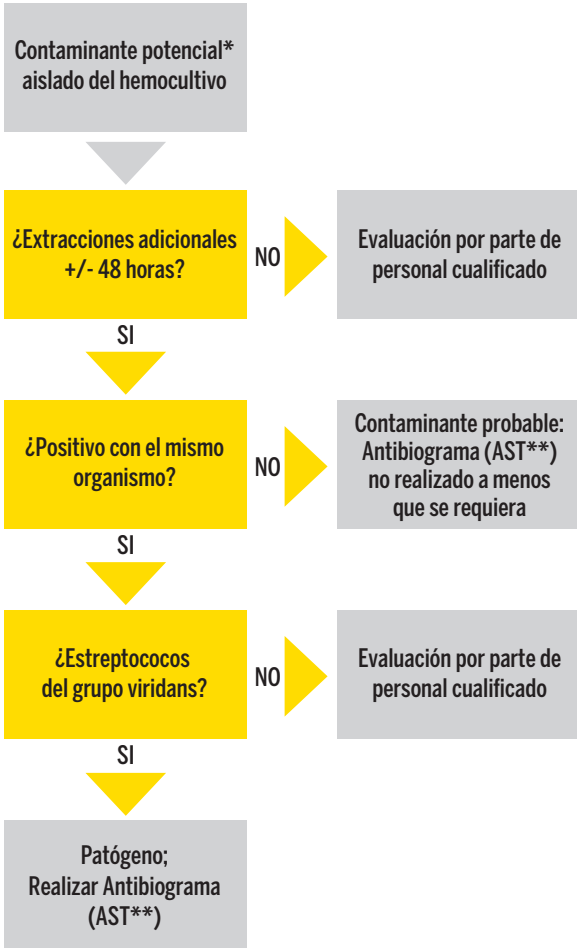 Contaminante potencial*
aislado del hemocultivo
¿Extracciones adicionales
+/- 48 horas?
NO
Evaluación por parte de
personal cualificado
SI
¿Positivo con el mismo
organismo?
NO
Contaminante probable:
Antibiograma (AST**)
no realizado a menos
que se requiera
SI
¿Estreptococos
del grupo viridans?
NO
Evaluación por parte de
personal cualificado
SI
Patógeno;
Realizar Antibiograma
(AST**)